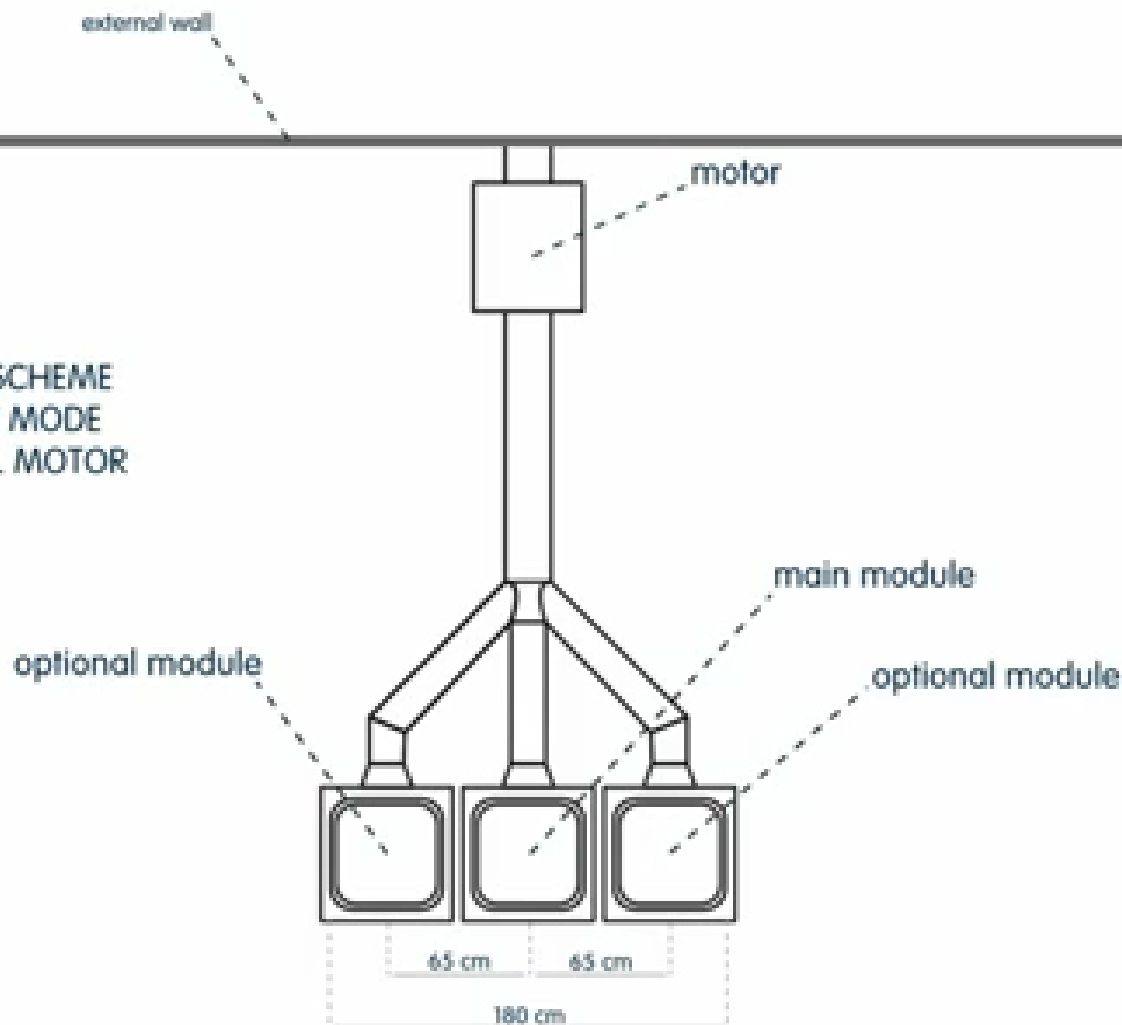 external wall
motor
SCHEME
MODE
MOTOR
main module
optional module
optional module
65 cm
65 cm
180 cm